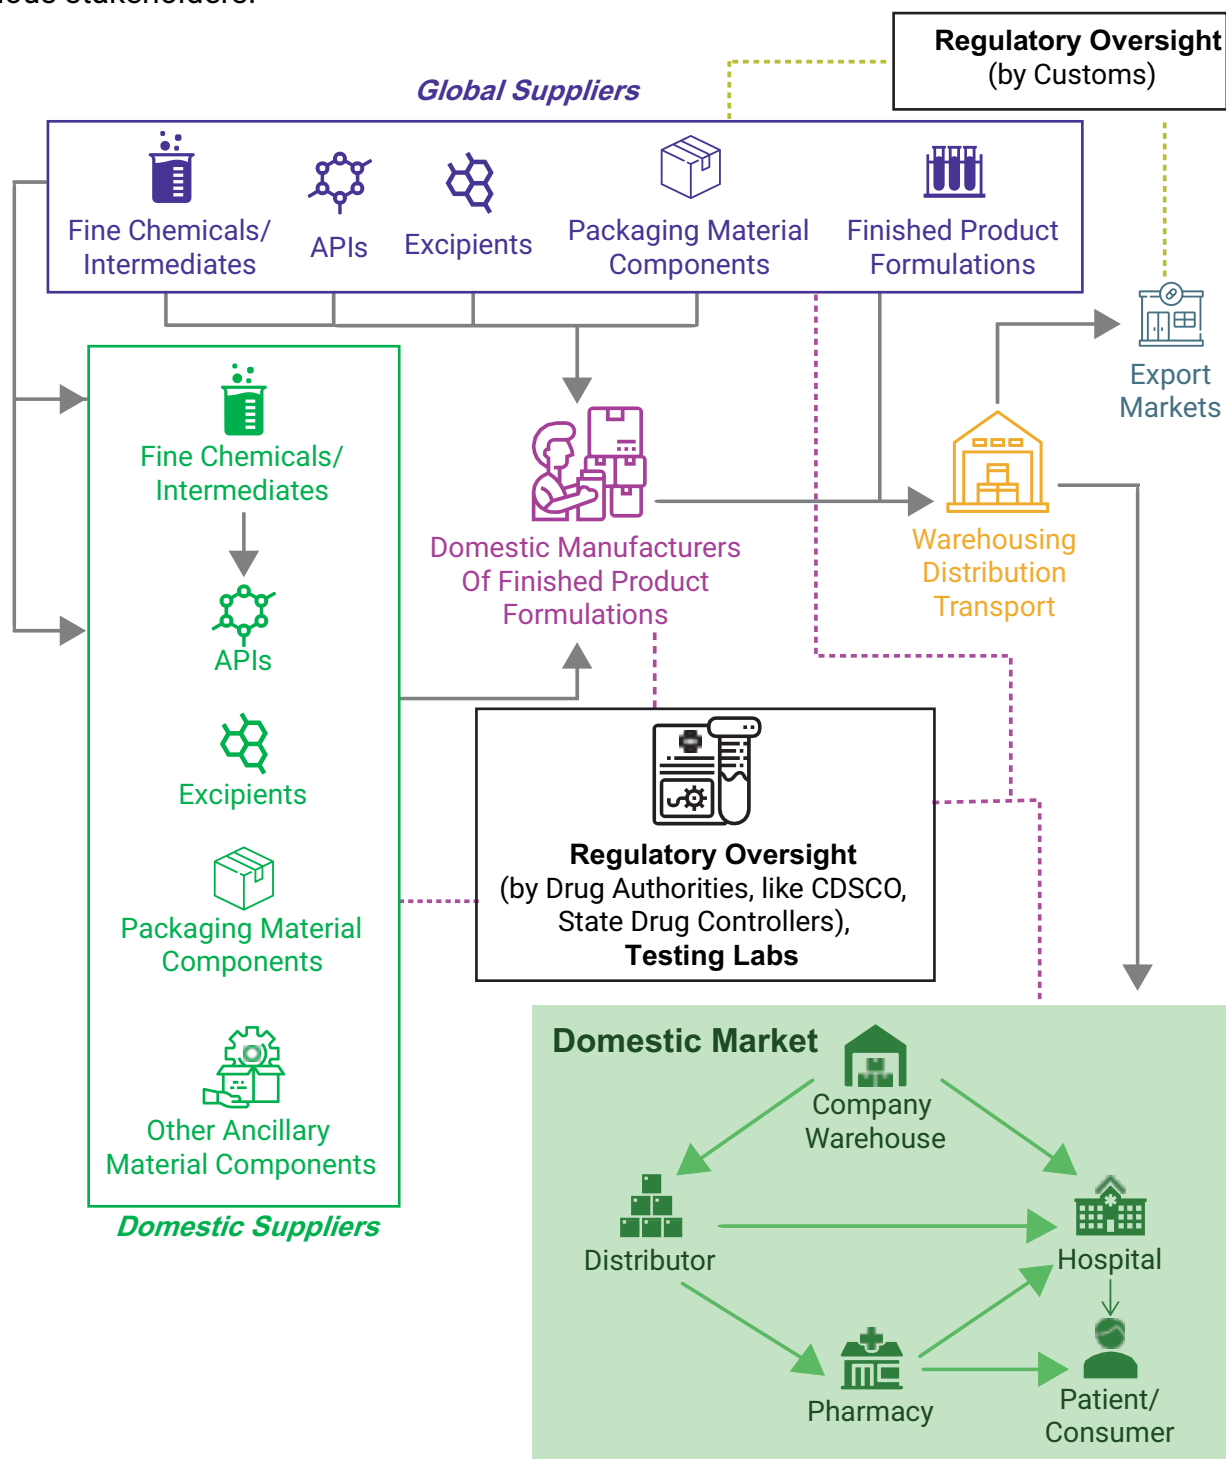 stakeholders.
Regulatory Oversight
(by Customs)
Global Suppliers
Fine Chemicals/
Intermediates
APIs
Excipients
Packaging Material
Components
Finished Product
Formulations
Export
Markets
Fine Chemicals/
Intermediates
APIs
Excipients
Packaging Material
Components
Other Ancillary
Material Components
Domestic Suppliers
Domestic Manufacturers
Of Finished Product
Formulations
Warehousing
Distribution
Transport
Regulatory Oversight
(by Drug Authorities, like CDSCO,
State Drug Controllers),
Testing Labs
Domestic Market
Company
Warehouse
Distributor
Hospital
Pharmacy
Patient/
Consumer